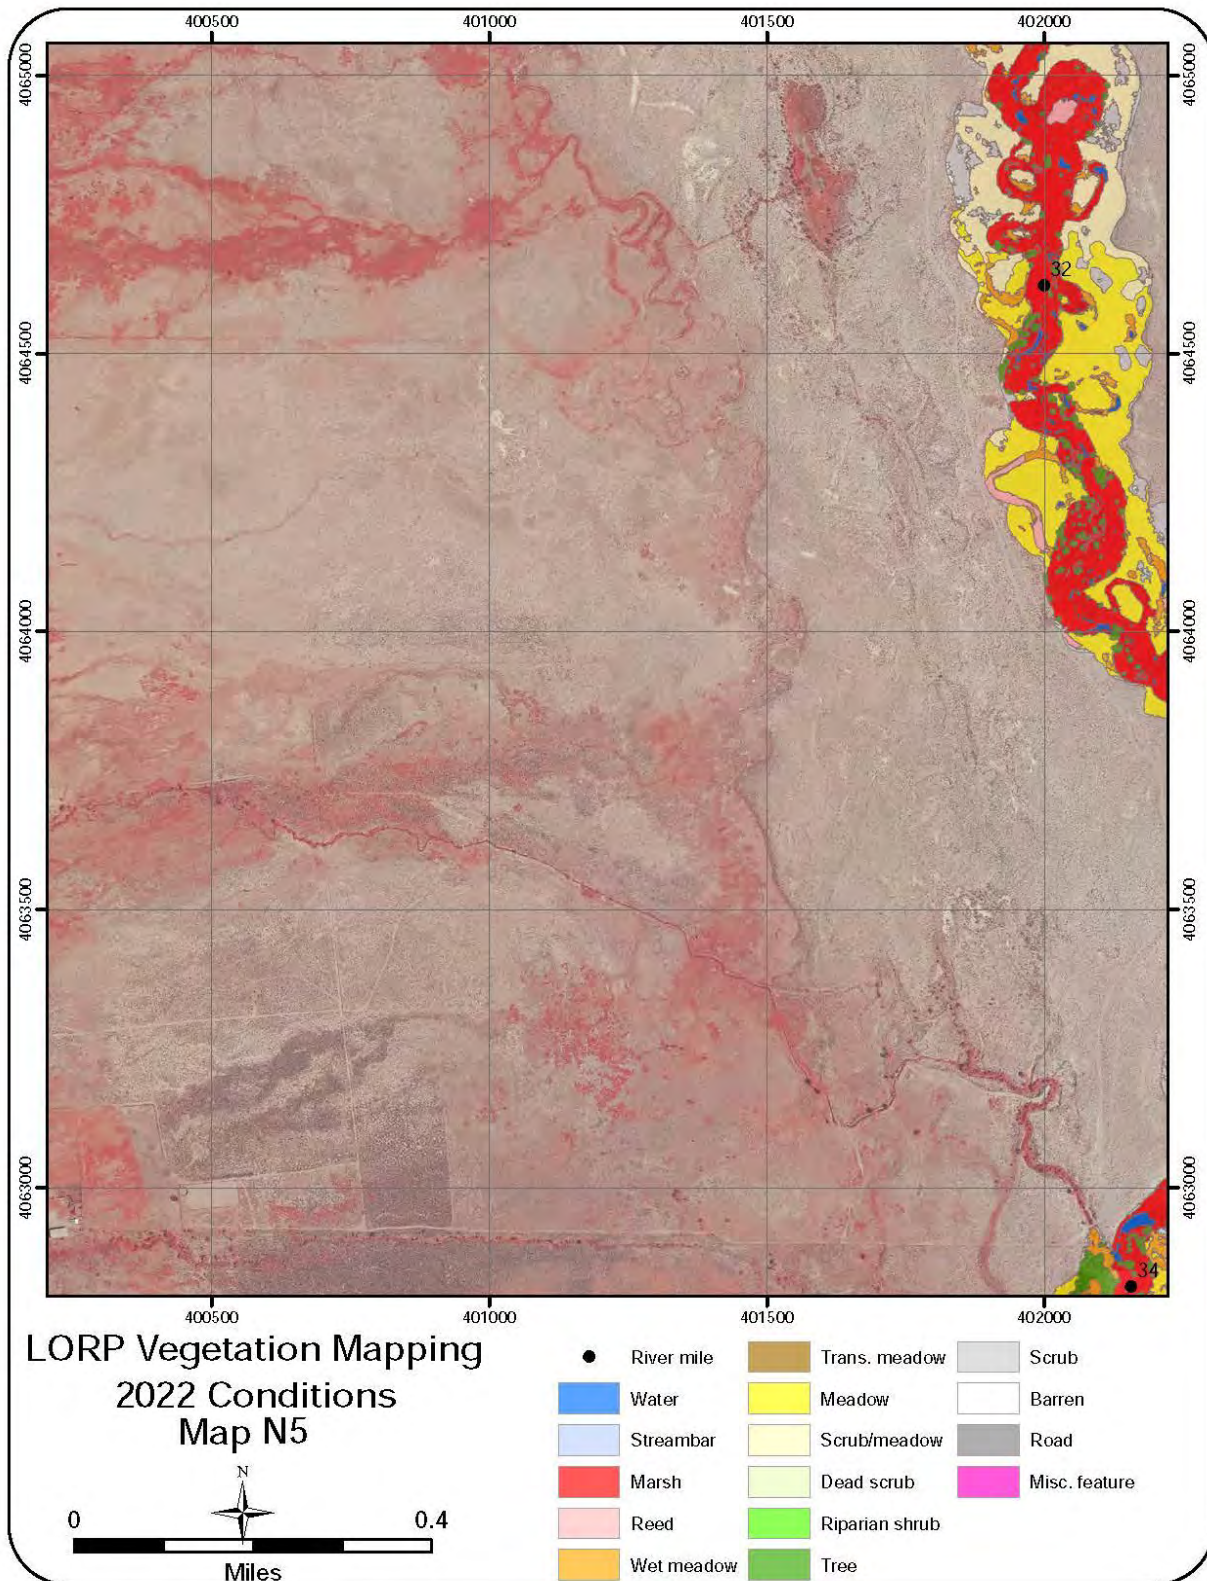 400500 401000 401500 402000
4065000 4065000
32
4064500 4064500
4064000 4064000
4063500 4063500
4063000 4063000
34
400500 401000 401500 402000
LORP Vegetation Mapping
2022 Conditions
Map N5
N
0 0.4
Miles
River mile
Water
Streambar
Marsh
Reed
Wet meadow
Trans. meadow
Meadow
Scrub/meadow
Dead scrub
Riparian shrub
Tree
Scrub
Barren
Road
Misc. feature